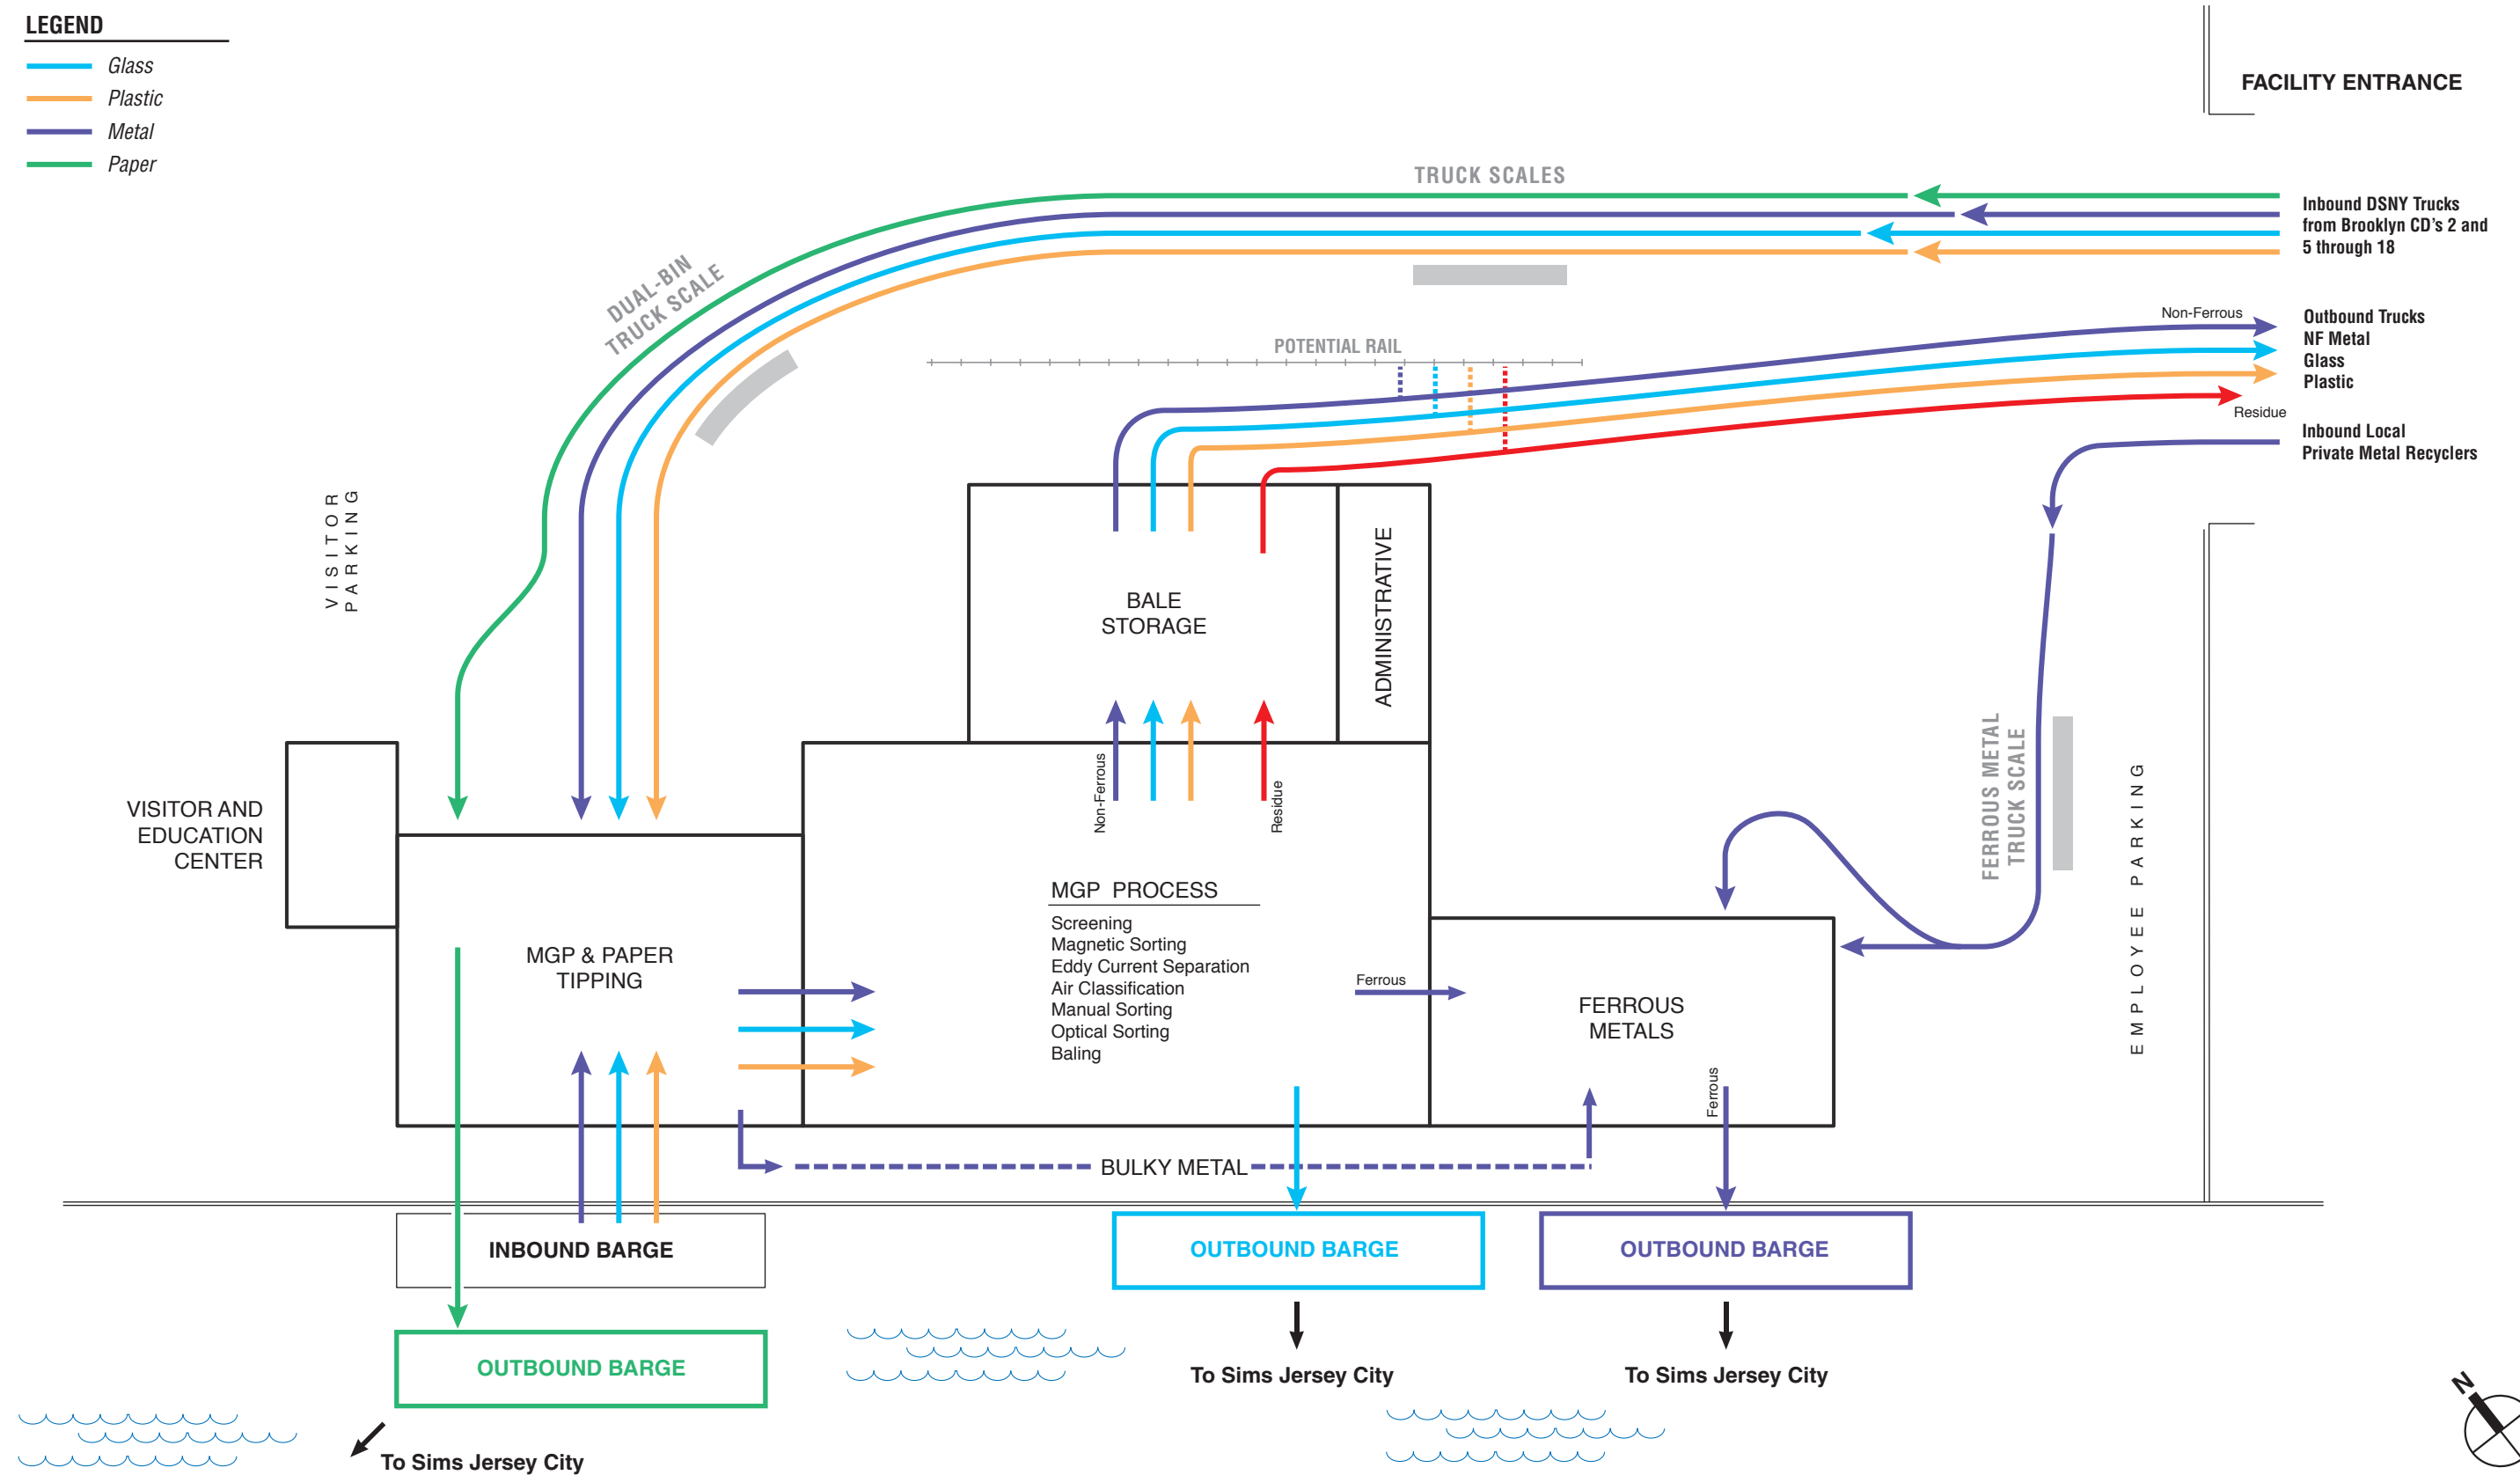 LEGEND
Glass
Plastic
Metal
Paper
FACILITY ENTRANCE
TRUCK SCALES
Inbound DSNY Trucks
from Brooklyn CD's 2 and
5 through 18
DUAL-BIN
TRUCK SCALE
POTENTIAL RAIL
Non-Ferrous
Outbound Trucks
NF Metal
Glass
Plastic
Residue
Inbound Local
Private Metal Recyclers
VISITOR
PARKING
BALE
STORAGE
ADMINISTRATIVE
Non-Ferrous
Residue
VISITOR AND
EDUCATION
CENTER
FERROUS METAL
TRUCK SCALE
EMPLOYEE PARKING
MGP & PAPER
TIPPING
MGP PROCESS
Screening
Magnetic Sorting
Eddy Current Separation
Air Classification
Manual Sorting
Optical Sorting
Baling
Ferrous
FERROUS
METALS
Ferrous
BULKY METAL
INBOUND BARGE
OUTBOUND BARGE
OUTBOUND BARGE
OUTBOUND BARGE
To Sims Jersey City
To Sims Jersey City
To Sims Jersey City
N